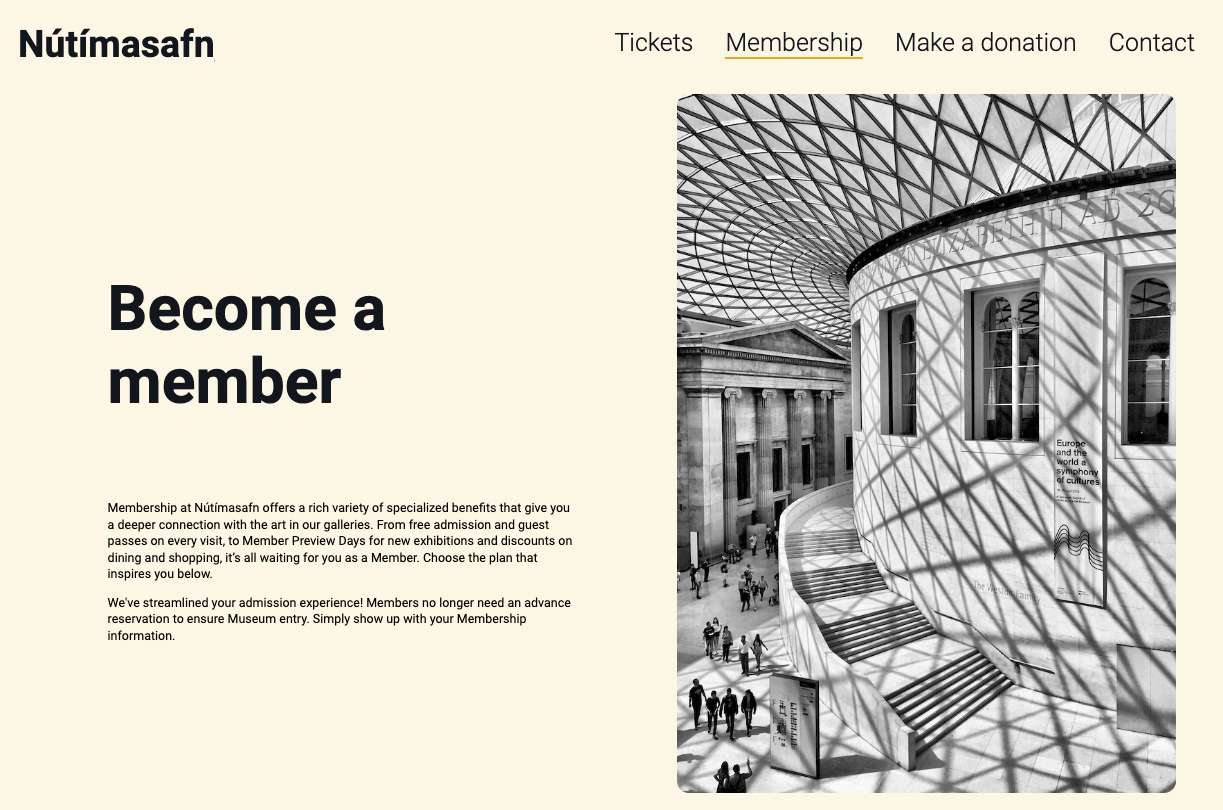 Nútímasafn
Tickets Membership Make a donation Contact
Become a
member
Membership at Nútímasafn offers a rich variety of specialized benefits that give you
a deeper connection with the art in our galleries. From free admission and guest
passes on every visit, to Member Preview Days for new exhibitions and discounts on
dining and shopping, it's all waiting for you as a Member. Choose the plan that
inspires you below.
We've streamlined your admission experience! Members no longer need an advance
reservation to ensure Museum entry. Simply show up with your Membership
information.
ELIZABETH II AD 20
Europe
and the
world a
symphony
of cultures
The Weston Family